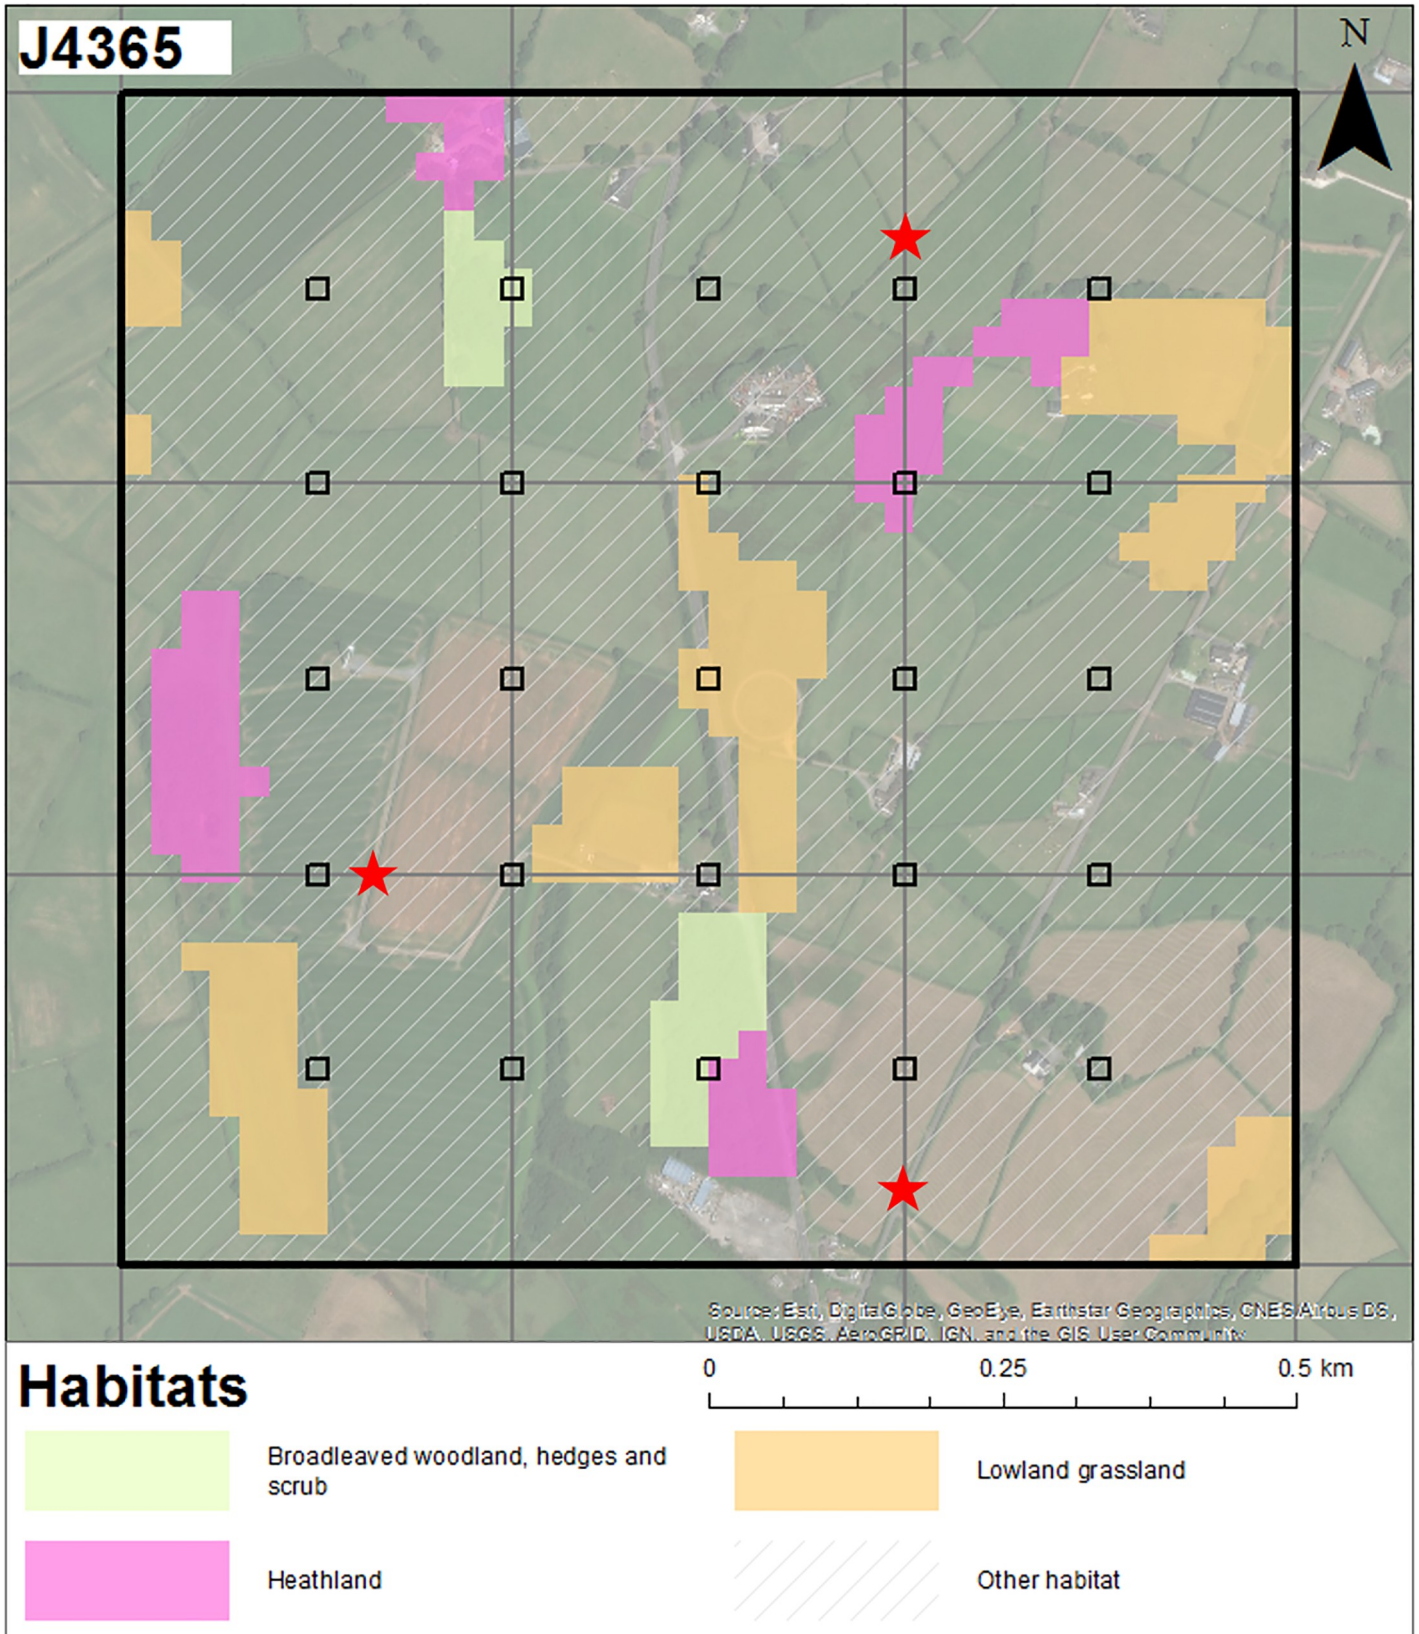 J4365
N
Source: Esri, DigitalGlobe, GeoEye, Earthstar Geographics, CNES/Airbus DS,
USDA, USGS, AeroGRID, IGN, and the GIS User Community
Habitats
0 0.25 0.5 km
Broadleaved woodland, hedges and
scrub
Lowland grassland
Heathland
Other habitat